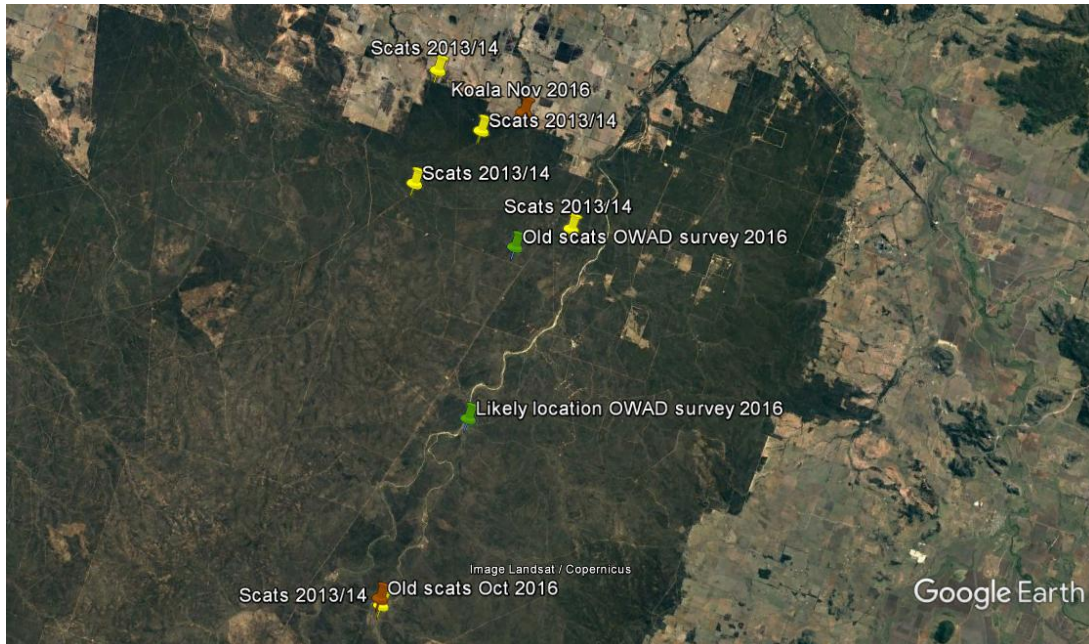 Scats 2013/14
Koala Nov 2016
Scats 2013/14
Scats 2013/14
Scats 2013/14
Old scats OWAD survey 2016
Likely location OWAD survey 2016
Image Landsat / Copernicus
Scats 2013/14
Old scats Oct 2016
Google Earth